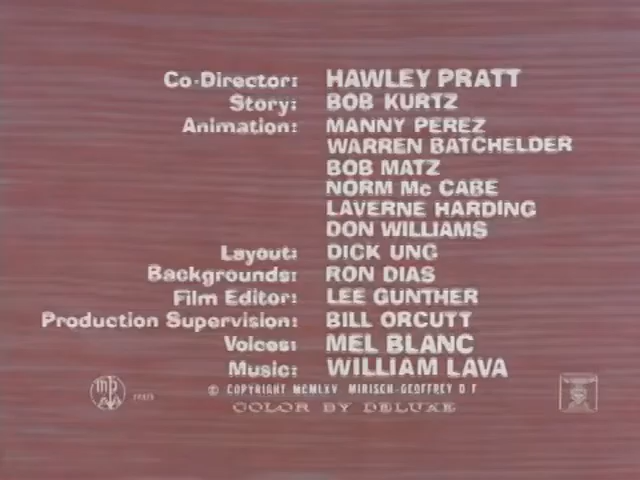 Co-Director: HAWLEY PRATT
Story: BOB KURTZ
Animation: MANNY PEREZ
WARREN BATCHELDER
BOB MATZ
NORM Mc CABE
LAVERNE HARDING
DON WILLIAMS
Layout: DICK UNG
Backgrounds: RON DIAS
Film Editor: LEE GUNTHER
Production Supervision: BILL ORCUTT
Voices: MEL BLANC
Music: WILLIAM LAVA
© COPYRIGHT MCMLXV MIRISCH-GEOFFREY D F
COLOR BY DELUXE